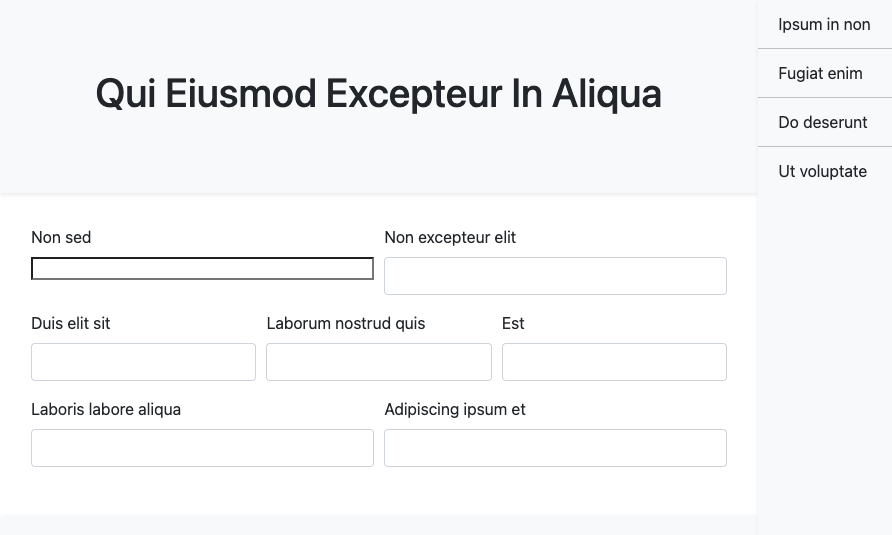 Qui Eiusmod Excepteur In Aliqua
Non sed
Non excepteur elit
Duis elit sit
Laborum nostrud quis
Est
Laboris labore aliqua
Adipiscing ipsum et
Ipsum in non
Fugiat enim
Do deserunt
Ut voluptate